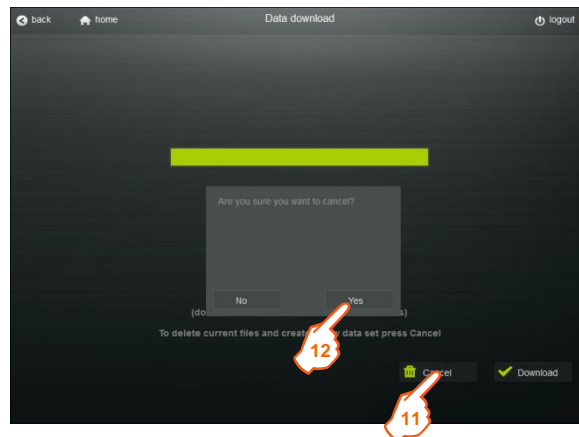 back home Data download logout
Are you sure you want to cancel?
No Yes
(do s)
To delete current files and create data set press Cancel
12
Cancel Download
11